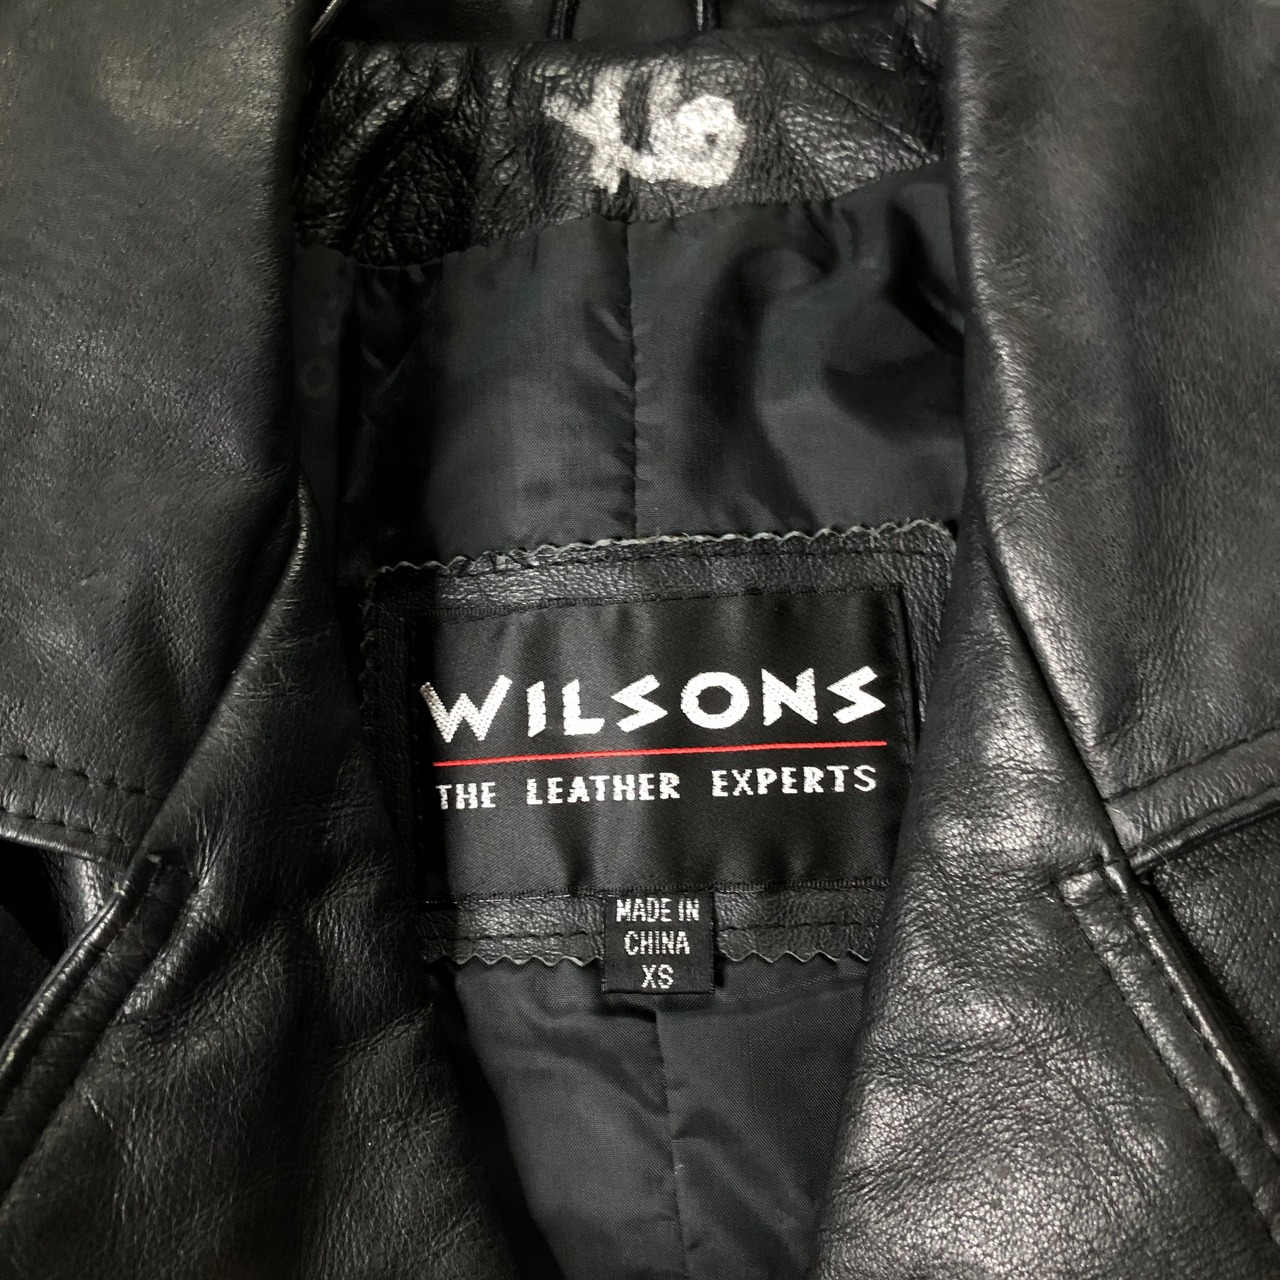 WILSONS
THE LEATHER EXPERTS
MADE IN
CHINA
XS